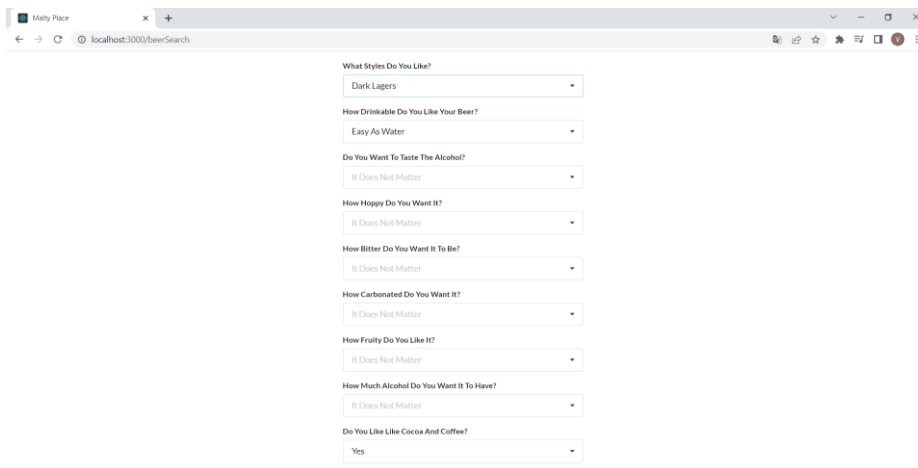 Malty Place
localhost:3000/beerSearch
V
What Styles Do You Like?
Dark Lagers
How Drinkable Do You Like Your Beer?
Easy As Water
Do You Want To Taste The Alcohol?
It Does Not Matter
How Hoppy Do You Want It?
It Does Not Matter
How Bitter Do You Want It To Be?
It Does Not Matter
How Carbonated Do You Want It?
It Does Not Matter
How Fruity Do You Like It?
It Does Not Matter
How Much Alcohol Do You Want It To Have?
It Does Not Matter
Do You Like Like Cocoa And Coffee?
Yes